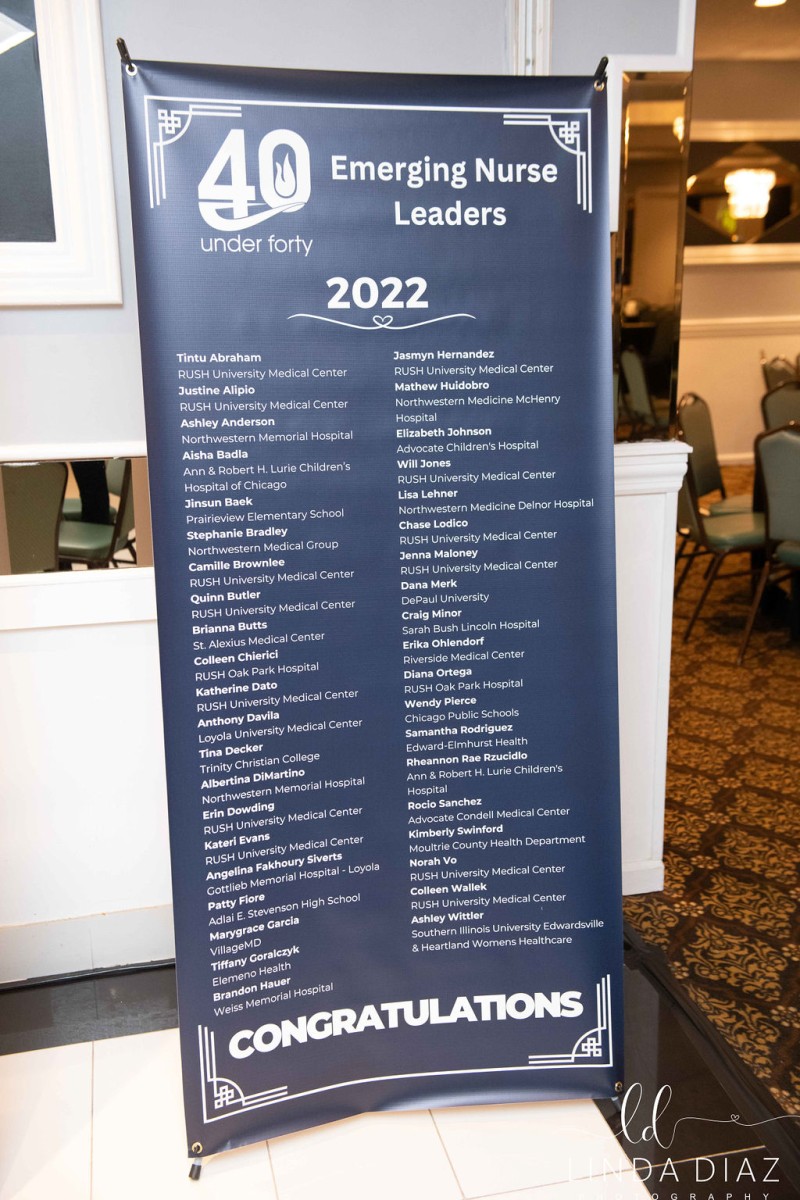 40
under forty
Emerging Nurse
Leaders
2022
Tintu Abraham
RUSH University Medical Center
Justine Alipio
RUSH University Medical Center
Ashley Anderson
Northwestern Memorial Hospital
Aisha Badla
Ann & Robert H. Lurie Children's
Hospital of Chicago
Jinsun Baek
Prairieview Elementary School
Stephanie Bradley
Northwestern Medical Group
Camille Brownlee
RUSH University Medical Center
Quinn Butler
RUSH University Medical Center
Brianna Butts
St. Alexius Medical Center
Colleen Chierici
RUSH Oak Park Hospital
Katherine Dato
RUSH University Medical Center
Anthony Davila
Loyola University Medical Center
Tina Decker
Trinity Christian College
Albertina DiMartino
Northwestern Memorial Hospital
Erin Dowding
RUSH University Medical Center
Kateri Evans
RUSH University Medical Center
Angelina Fakhoury Siverts
Gottlieb Memorial Hospital - Loyola
Patty Fiore
Adlai E. Stevenson High School
Marygrace Garcia
VillageMD
Tiffany Goralczyk
Elemeno Health
Brandon Hauer
Weiss Memorial Hospital
Jasmyn Hernandez
RUSH University Medical Center
Mathew Huidobro
Northwestern Medicine McHenry
Hospital
Elizabeth Johnson
Advocate Children's Hospital
Will Jones
RUSH University Medical Center
Lisa Lehner
Northwestern Medicine Delnor Hospital
Chase Lodico
RUSH University Medical Center
Jenna Maloney
RUSH University Medical Center
Dana Merk
DePaul University
Craig Minor
Sarah Bush Lincoln Hospital
Erika Ohlendorf
Riverside Medical Center
Diana Ortega
RUSH Oak Park Hospital
Wendy Pierce
Chicago Public Schools
Samantha Rodriguez
Edward-Elmhurst Health
Rheannon Rae Rzucidlo
Ann & Robert H. Lurie Children's
Hospital
Rocio Sanchez
Advocate Condell Medical Center
Kimberly Swinford
Moultrie County Health Department
Norah Vo
RUSH University Medical Center
Colleen Wallek
RUSH University Medical Center
Ashley Wittler
Southern Illinois University Edwardsville
& Heartland Womens Healthcare
CONGRATULATIONS
ld
LINDA DIAZ